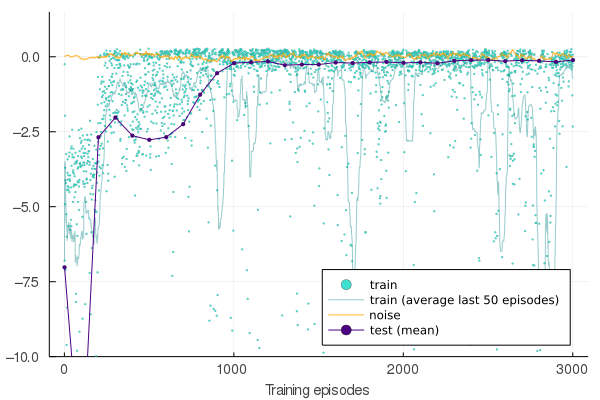 0.0
−2.5
−5.0
−7.5
−10.0
train
train (average last 50 episodes)
noise
test (mean)
0 1000 2000 3000
Training episodes